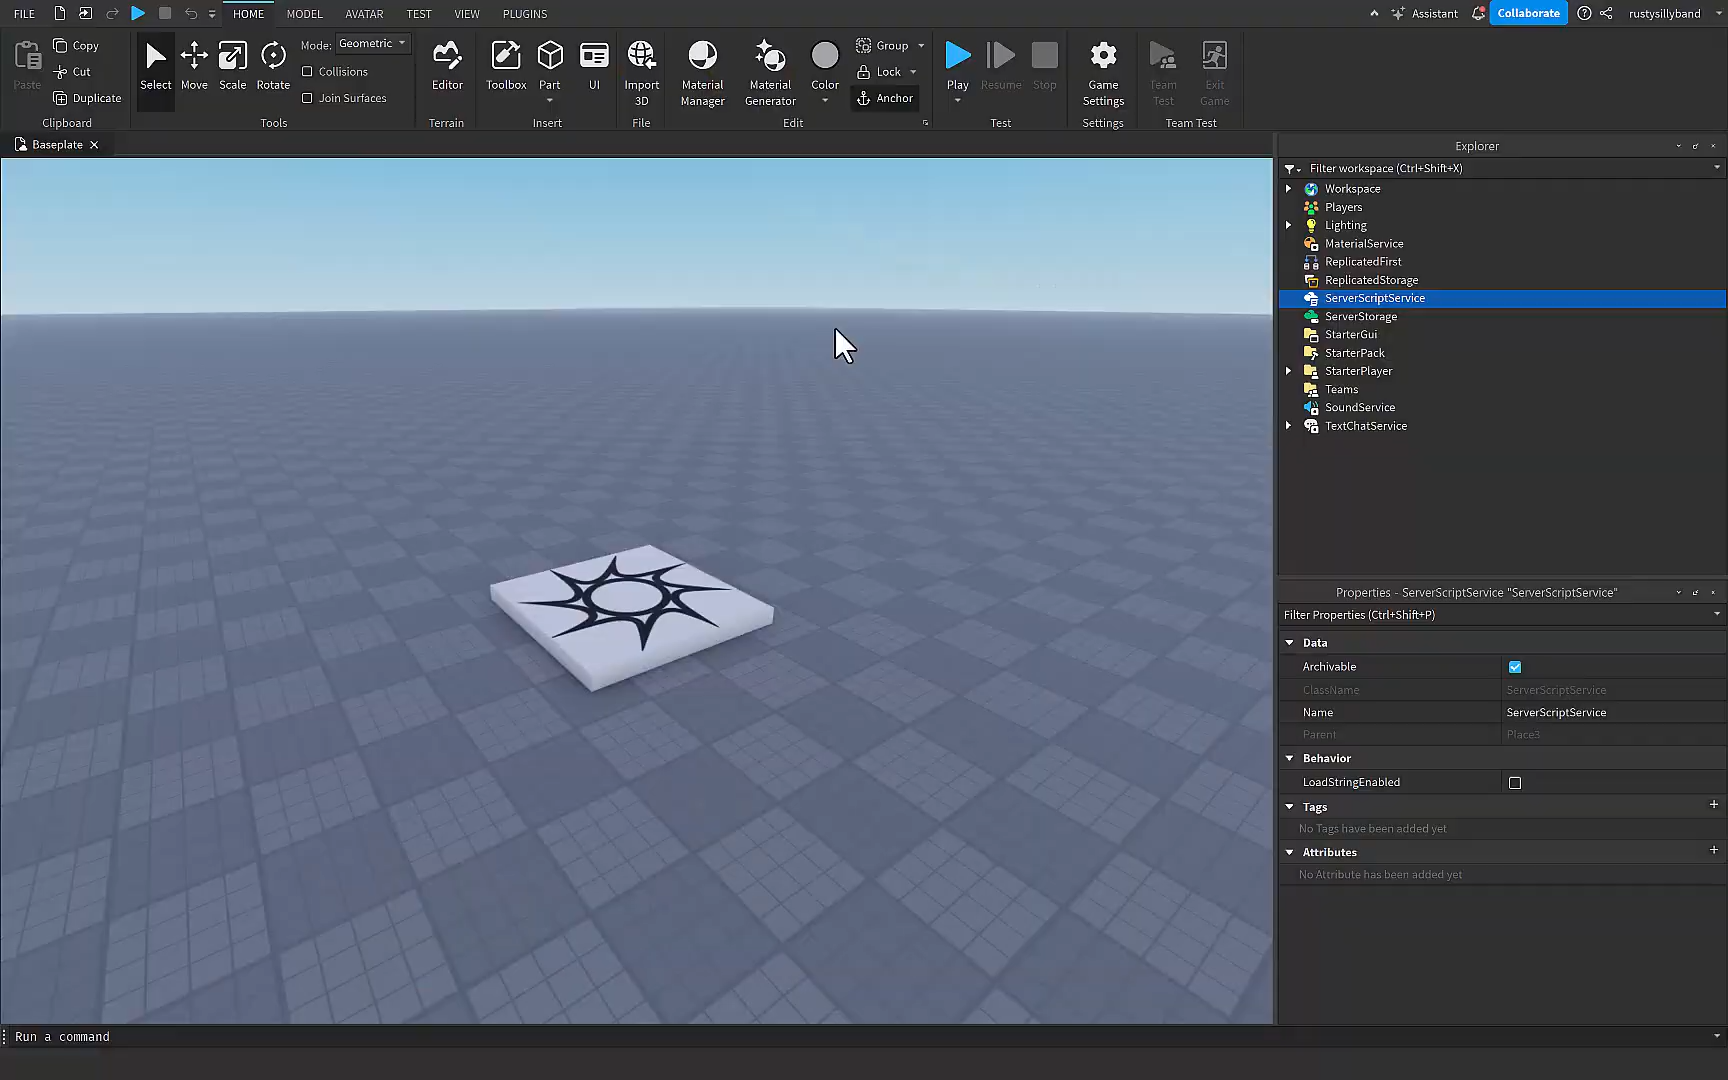 FILE
HOME
MODEL
AVATAR
TEST
VIEW
PLUGINS
Assistant
Collaborate
rustysillyband
Paste
Copy
Cut
Duplicate
Clipboard
Select
Move
Scale
Rotate
Mode: Geometric
Collisions
Join Surfaces
Tools
Editor
Terrain
Toolbox
Part
UI
Insert
Import
3D
File
Material
Manager
Material
Generator
Color
Group
Lock
Anchor
Edit
Play
Resume
Stop
Test
Game
Settings
Settings
Team
Test
Exit
Game
Team Test
Baseplate
Explorer
Filter workspace (Ctrl+Shift+X)
Workspace
Players
Lighting
MaterialService
ReplicatedFirst
ReplicatedStorage
ServerScriptService
ServerStorage
StarterGui
StarterPack
StarterPlayer
Teams
SoundService
TextChatService
Properties - ServerScriptService "ServerScriptService"
Filter Properties (Ctrl+Shift+P)
Data
Archivable
ClassName ServerScriptService
Name ServerScriptService
Parent Place3
Behavior
LoadStringEnabled
Tags
No Tags have been added yet
Attributes
No Attribute has been added yet
Run a command